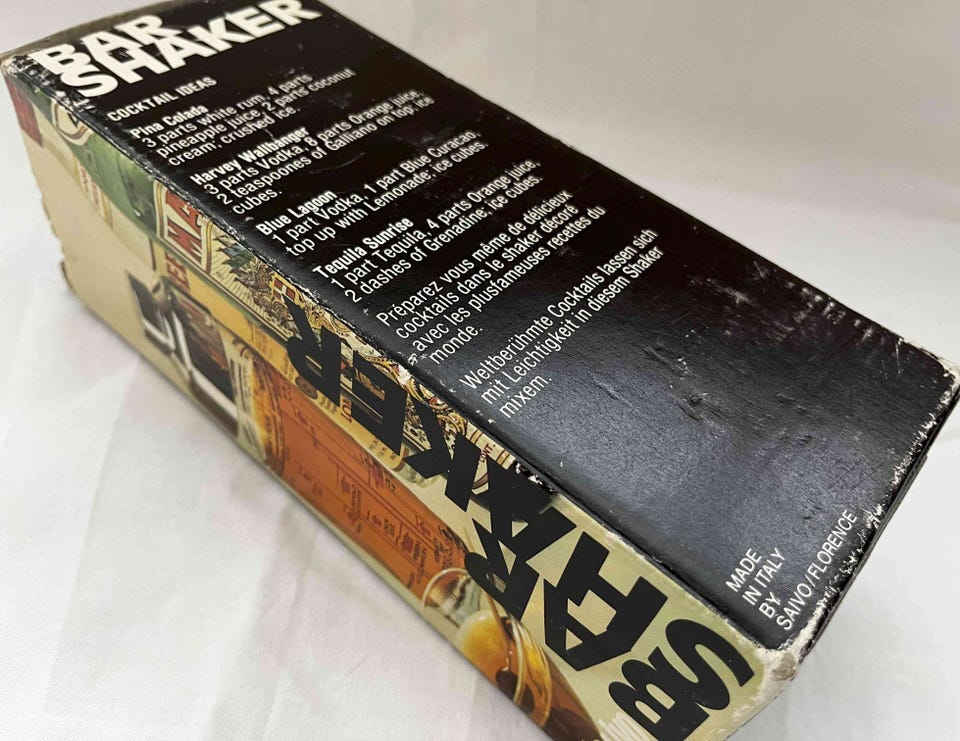 BAR
SHAKER
COCKTAIL IDEAS
Pina Colada
3 parts white rum, 4 parts
pineapple juice, 2 parts coconut
cream, crushed ice.
Harvey Wallbanger
3 parts Vodka, 8 parts Orange juice,
2 teaspoones of Galliano on top, ice
cubes.
Blue Lagoon
1 part Vodka, 1 part Blue Curacao,
top up with Lemonade, ice cubes.
Tequilla Sunrise
1 part Tequila, 4 parts Orange juice,
2 dashes of Grenadine, ice cubes.
Préparez vous même de délicieux
cocktails dans le shaker décoré
avec les plusfameuses recettes du
monde.
Weltberühmte Cocktails lassen sich
mit Leichtigkeit in diesem Shaker
mixem.
MADE
IN ITALY
BY
SAIVO/FLORENCE
BAR
SHAKER